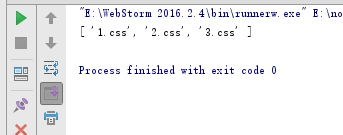 "E:\WebStorm 2016.2.4\bin\runnerw.exe" E:\no
[ '1.css', '2.css', '3.css' ]
Process finished with exit code 0